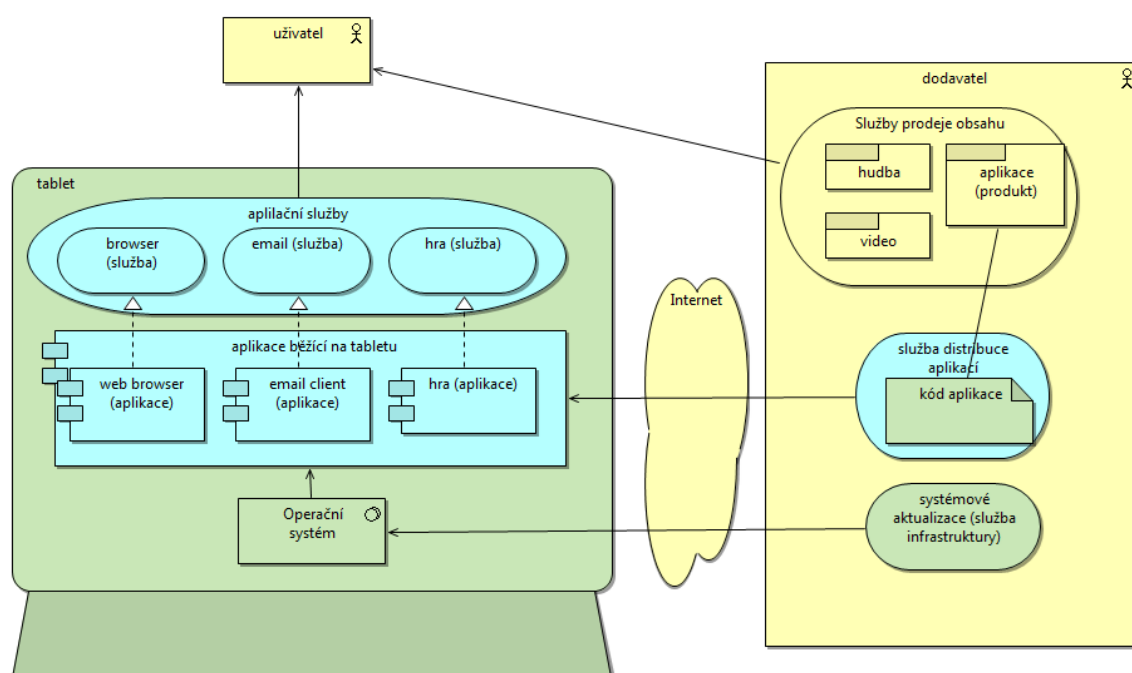 uživatel
dodavatel
Služby prodeje obsahu
hudba
aplikace
(produkt)
video
tablet
aplilační služby
browser
(služba)
email (služba)
hra (služba)
Internet
aplikace běžící na tabletu
web browser
(aplikace)
email client
(aplikace)
hra (aplikace)
služba distribuce
aplikací
kód aplikace
Operační
systém
systémové
aktualizace (služba
infrastruktury)